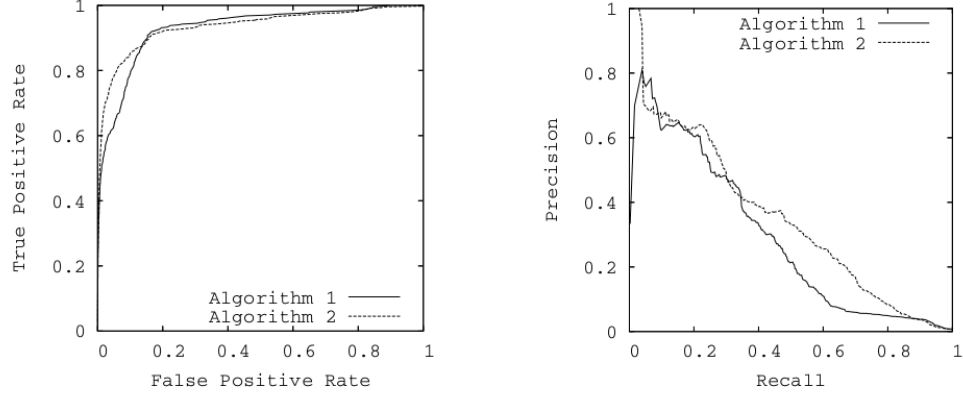 1
0.8
0.6
0.4
0.2
0
0 0.2 0.4 0.6 0.8 1
True Positive Rate
False Positive Rate
Algorithm 1
Algorithm 2
1
0.8
0.6
0.4
0.2
0
0 0.2 0.4 0.6 0.8 1
Precision
Recall
Algorithm 1
Algorithm 2